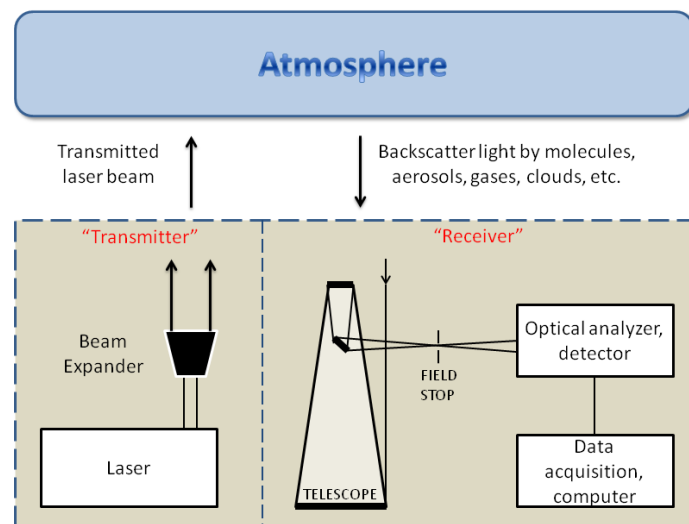 Atmosphere
Transmitted
laser beam
Backscatter light by molecules,
aerosols, gases, clouds, etc.
“Transmitter”
“Receiver”
Beam
Expander
Laser
TELESCOPE
FIELD
STOP
Optical analyzer,
detector
Data
acquisition,
computer